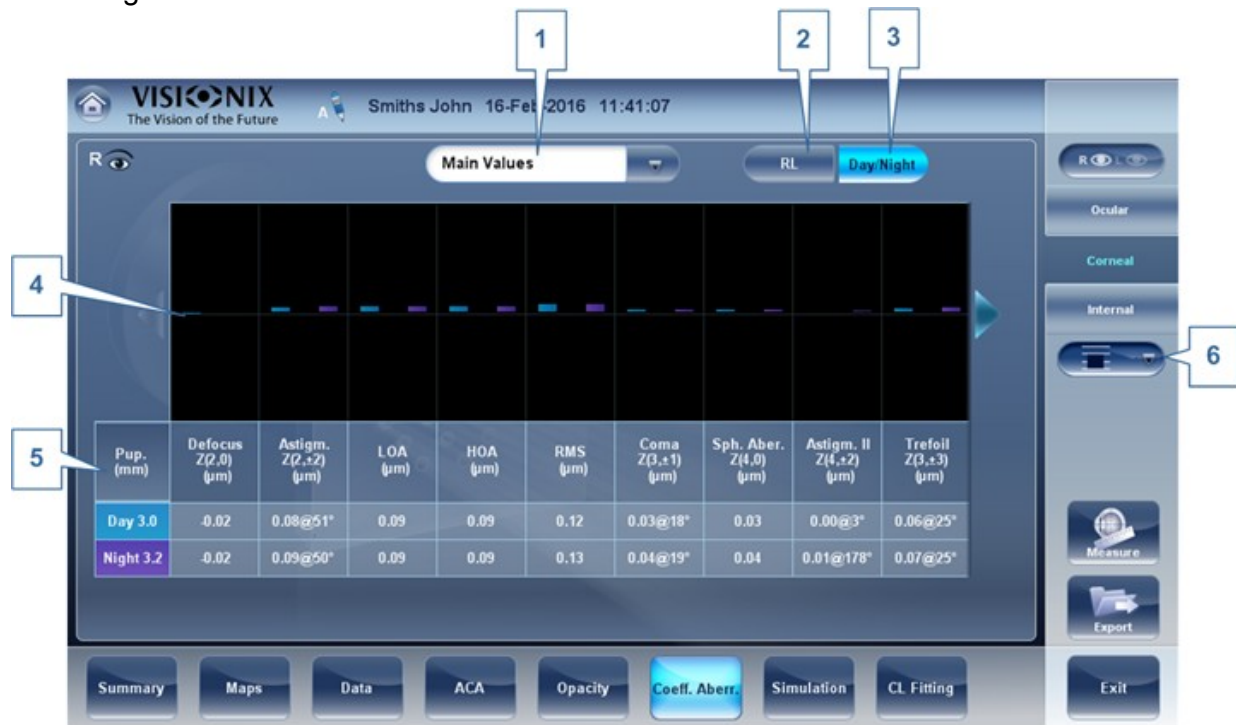 1
2
3
VISIONIX
The Vision of the Future
A
Smiths John 16-Feb-2016 11:41:07
R
Main Values
RL
Day/Night
R L
Ocular
Corneal
Internal
4
5
6
Pup. (mm)
Defocus Z(2,0) (µm)
Astigm. Z(2,±2) (µm)
LOA (µm)
HOA (µm)
RMS (µm)
Coma Z(3,±1) (µm)
Sph. Aber. Z(4,0) (µm)
Astigm. II Z(4,±2) (µm)
Trefoil Z(3,±3) (µm)
Day 3.0 -0.02 0.08@51° 0.09 0.09 0.12 0.03@18° 0.03 0.00@3° 0.06@25°
Night 3.2 -0.02 0.09@50° 0.09 0.09 0.13 0.04@19° 0.04 0.01@178° 0.07@25°
Measure
Export
Summary
Maps
Data
ACA
Opacity
Coeff. Aberr.
Simulation
CL Fitting
Exit